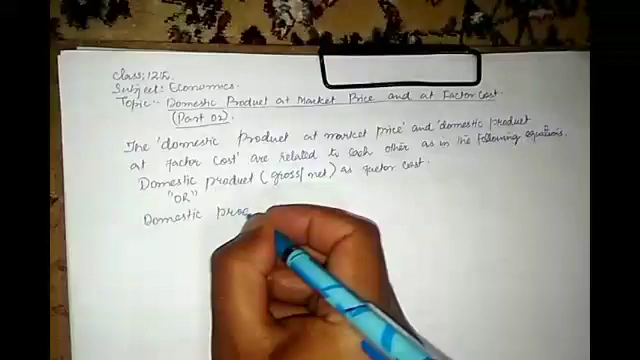 Class; 12th.
Subject: Economics.
Topic:- Domestic Product at Market Price and at Factor Cost.
(Part 02).
The 'domestic product at market price' and 'domestic product
at factor cost' are related to each other as in the following equations.
Domestic product (gross/net) as factor cost.
"OR"
Domestic pro